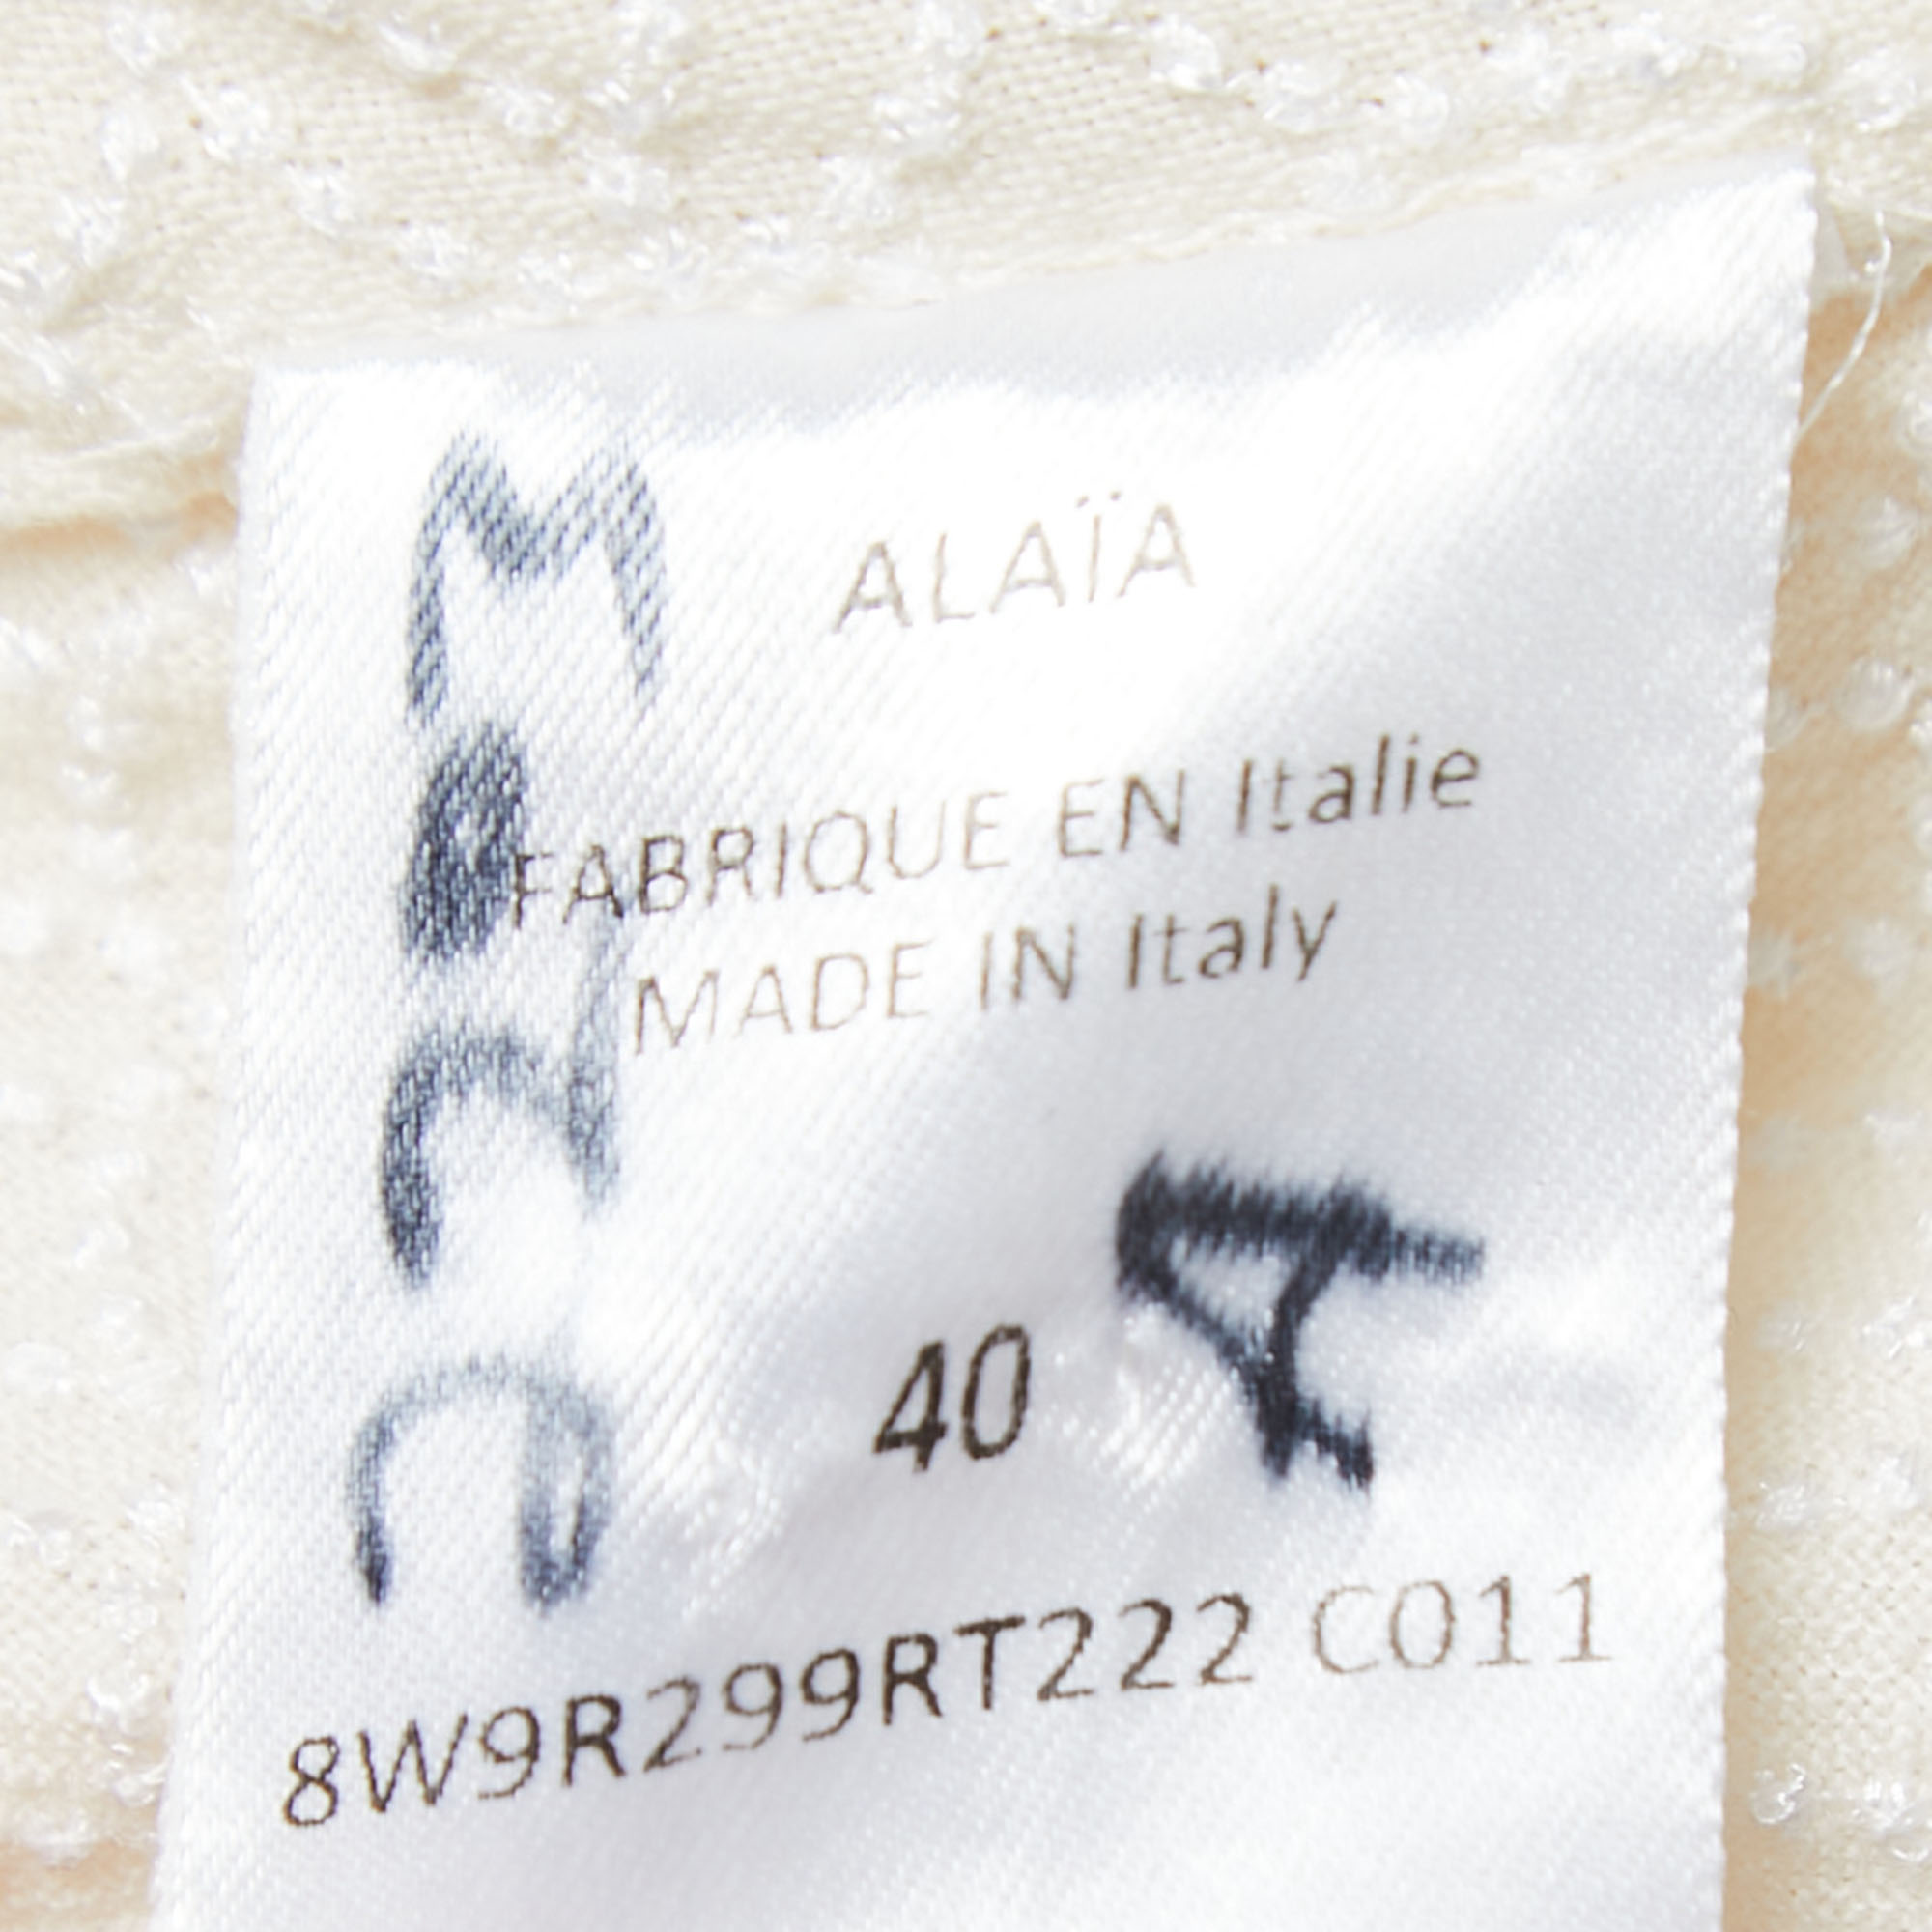 ALAÏA
FABRIQUE EN Italie
MADE IN Italy
40
8W9R299RT222 C011